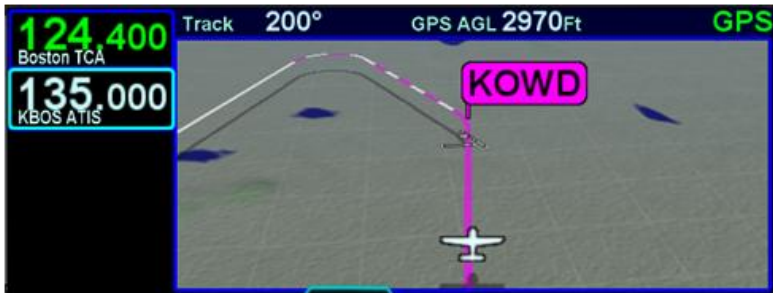 Track 200° GPS AGL 2970Ft GPS
124.400
Boston TCA
135.000
KBOS ATIS
KOWD